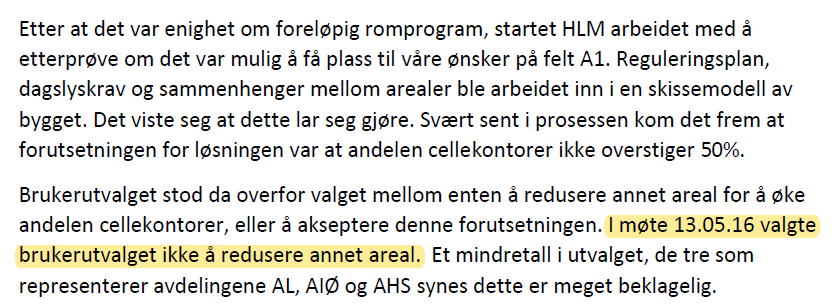 Etter at det var enighet om foreløpig romprogram, startet HLM arbeidet med å
etterprøve om det var mulig å få plass til våre ønsker på felt A1. Reguleringsplan,
dagslyskrav og sammenhenger mellom arealer ble arbeidet inn i en skissemodell av
bygget. Det viste seg at dette lar seg gjøre. Svært sent i prosessen kom det frem at
forutsetningen for løsningen var at andelen cellekontorer ikke overstiger 50%.
Brukerutvalget stod da overfor valget mellom enten å redusere annet areal for å øke
andelen cellekontorer, eller å akseptere denne forutsetningen. I møte 13.05.16 valgte
brukerutvalget ikke å redusere annet areal. Et mindretall i utvalget, de tre som
representerer avdelingene AL, AIØ og AHS synes dette er meget beklagelig.